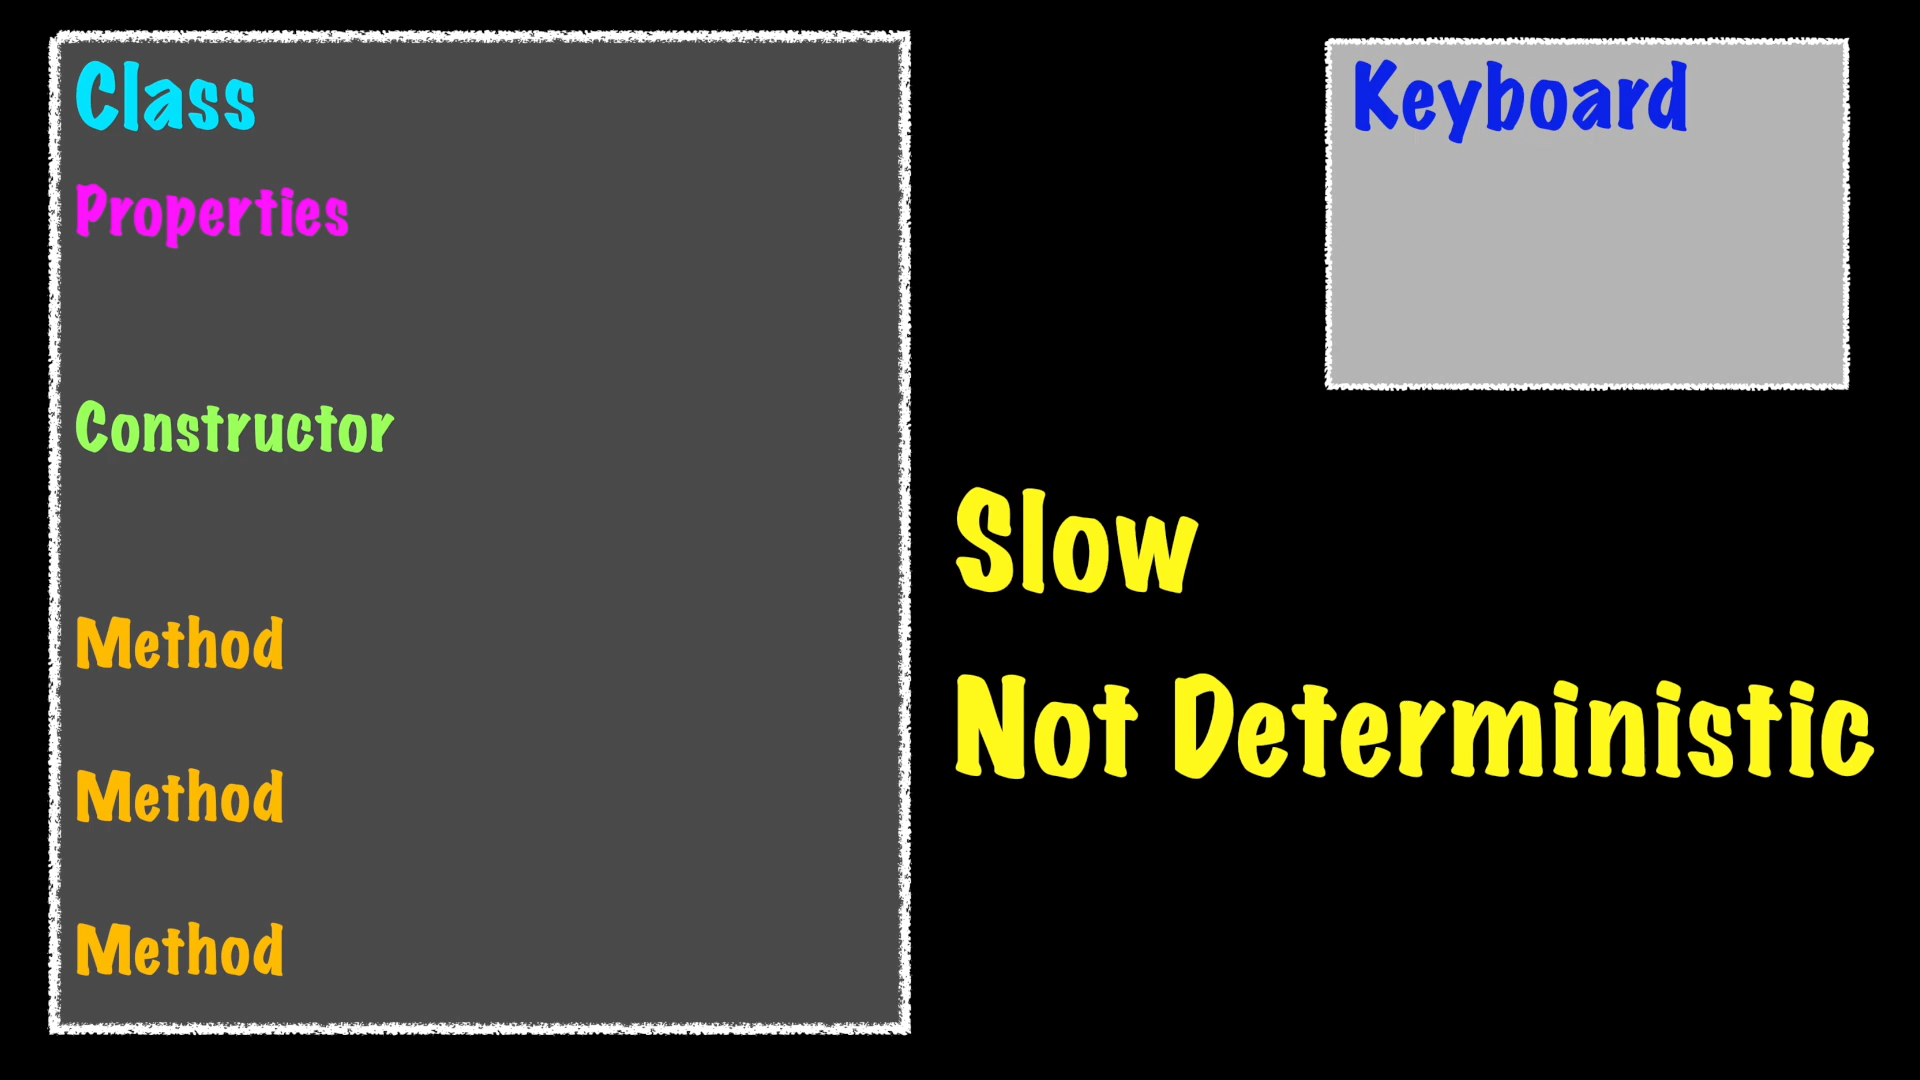 Class
Properties
Constructor
Method
Method
Method
Keyboard
Slow
Not Deterministic